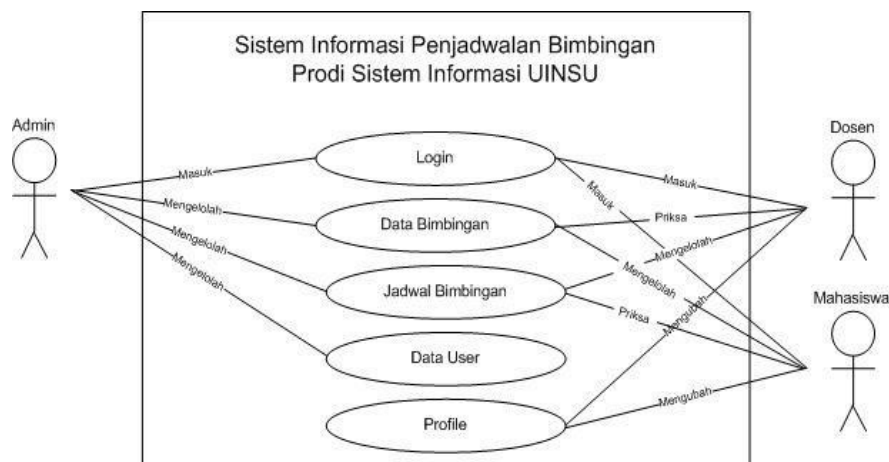 Sistem Informasi Penjadwalan Bimbingan
Prodi Sistem Informasi UINSU
Admin
Dosen
Login
Masuk
Masuk
Masuk
Data Bimbingan
Mengelolah
Priksa
Mengelolah
Mengelolah
Jadwal Bimbingan
Mengelolah
Mahasiswa
Mengelolah
Priksa
Mengubah
Data User
Mengubah
Profile